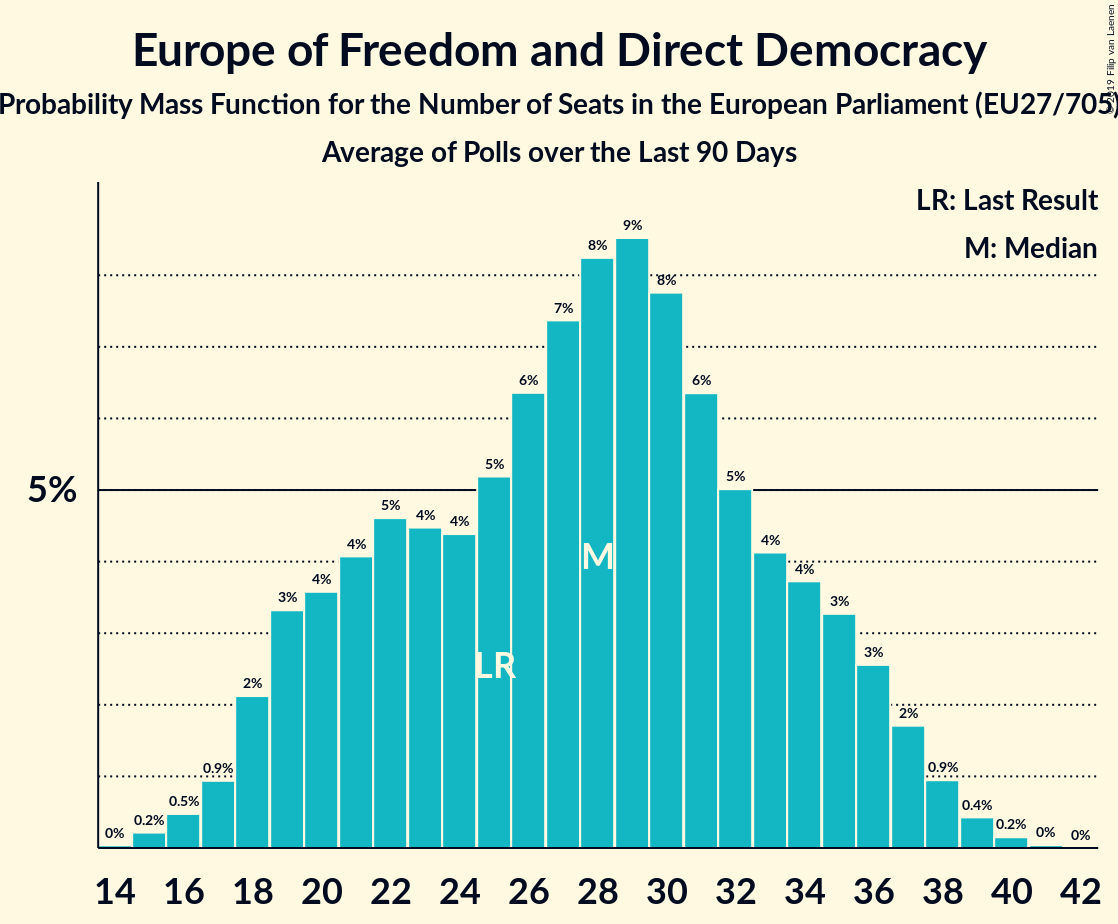 Europe of Freedom and Direct Democracy
Probability Mass Function for the Number of Seats in the European Parliament (EU27/705)
Average of Polls over the Last 90 Days
LR: Last Result
M: Median
5%
0% 0.2% 0.5% 0.9% 2% 3% 4% 4% 5% 4% 4% 5% 6% 7% 8% 9% 8% 6% 5% 4% 4% 3% 3% 2% 0.9% 0.4% 0.2% 0% 0%
M
LR
14 16 18 20 22 24 26 28 30 32 34 36 38 40 42
© 2019 Filip van Laenen